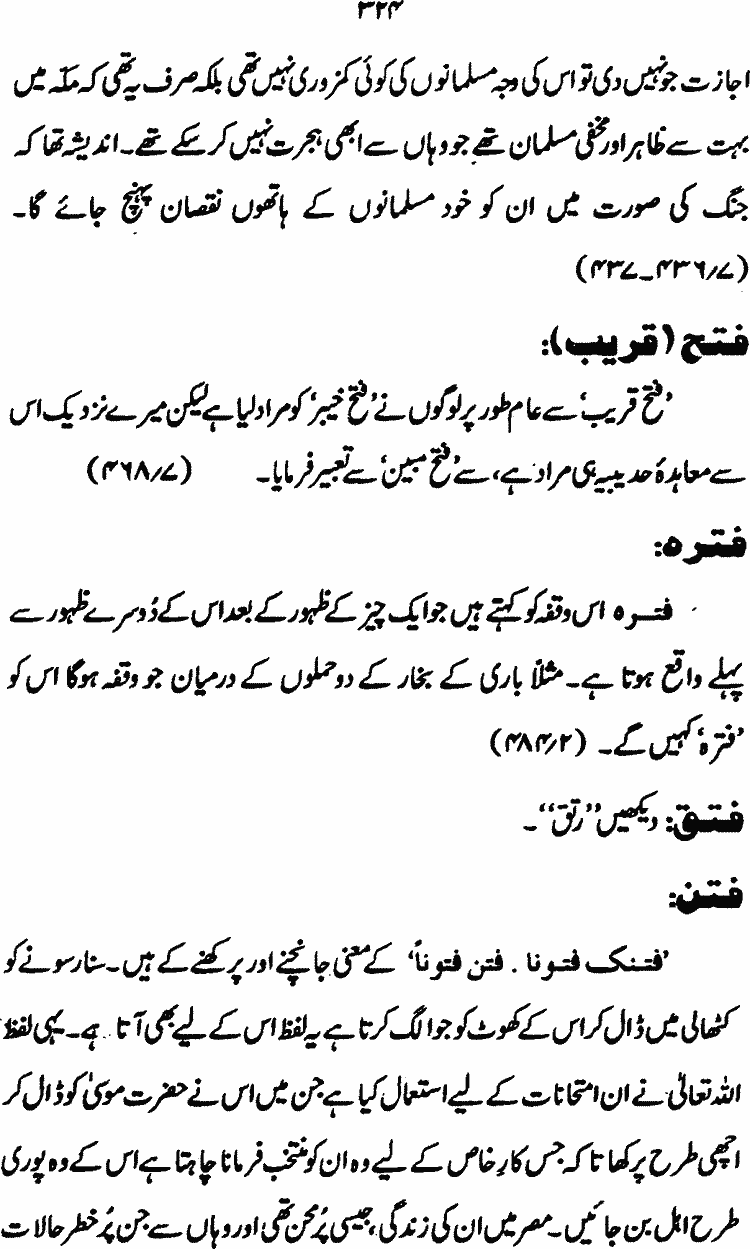 ۳۲۴
اجازت جو نہیں دی تو اس کی وجہ مسلمانوں کی کوئی کمزوری نہیں تھی بلکہ صرف یہ تھی کہ مکہ میں
بہت سے ظاہر اور مخفی مسلمان تھے جو وہاں سے ابھی ہجرت نہیں کر سکے تھے۔ اندیشہ تھا کہ
جنگ کی صورت میں ان کو خود مسلمانوں کے ہاتھوں نقصان پہنچ جائے گا۔
(۷/۴۳۶۔۴۳۷)
فتح (قریب):
’فتح قریب‘ سے عام طور پر لوگوں نے ’فتح خیبر‘ کو مراد لیا ہے لیکن میرے نزدیک اس
سے معاہدۂ حدیبیہ ہی مراد ہے، سے ’فتح مبین‘ سے تعبیر فرمایا۔ (۷/۴۶۸)
فترہ:
فترہ اس وقفہ کو کہتے ہیں جو ایک چیز کے ظہور کے بعد اس کے دُوسرے ظہور سے
پہلے واقع ہوتا ہے۔ مثلاً باری کے بخار کے دو حملوں کے درمیان جو وقفہ ہوگا اس کو
’فترہ‘ کہیں گے۔ (۲/۴۸۴)
فتق: دیکھیں ’’رتق‘‘۔
فتن:
’فتنک فتونا . فتن فتوناً‘ کے معنی جانچنے اور پرکھنے کے ہیں۔ سنار سونے کو
کٹھالی میں ڈال کر اس کے کھوٹ کو جو الگ کرتا ہے یہ لفظ اس کے لیے بھی آتا ہے۔ یہی لفظ
اللہ تعالیٰ نے ان امتحانات کے لیے استعمال کیا ہے جن میں اس نے حضرت موسیٰ کو ڈال کر
اچھی طرح پرکھا تا کہ جس کارِ خاص کے لیے وہ ان کو منتخب فرمانا چاہتا ہے اس کے وہ پوری
طرح اہل بن جائیں۔ مصر میں ان کی زندگی، جیسی پُر محن تھی اور وہاں سے جن پُر خطر حالات